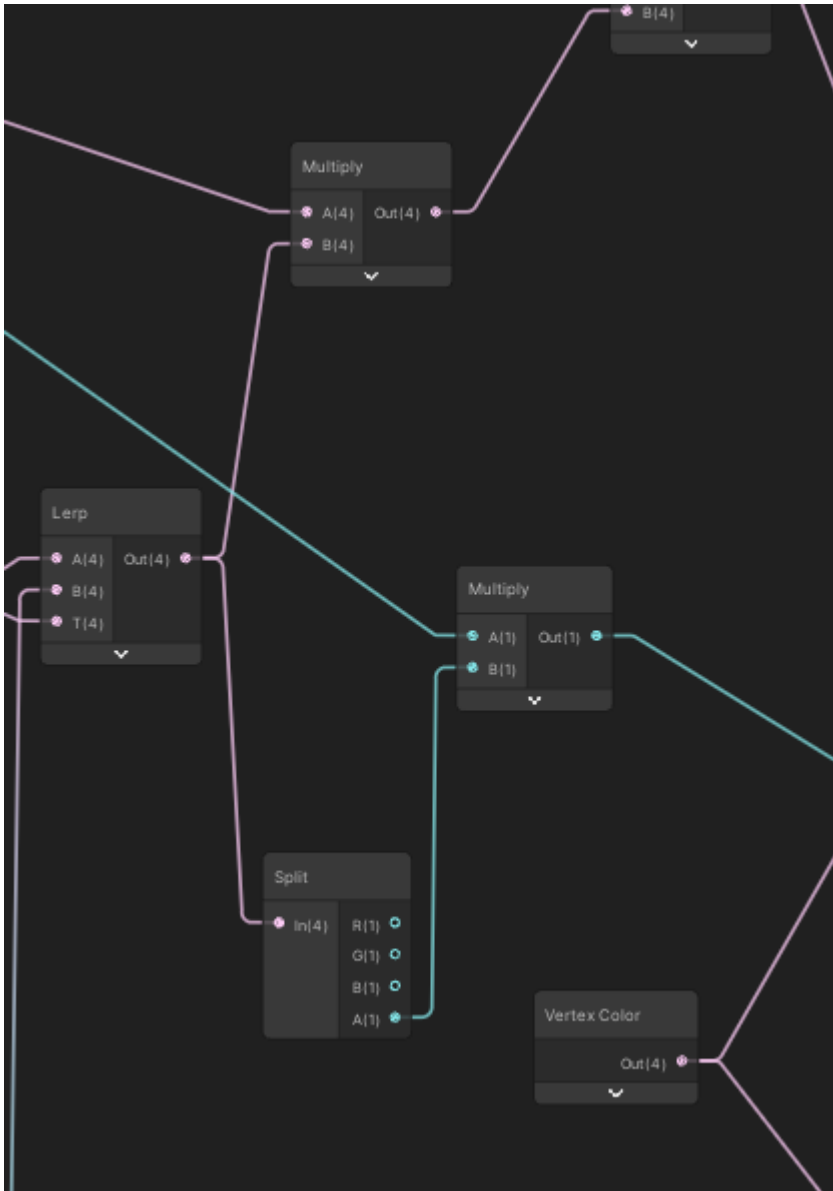 B(4)
Multiply
A(4) Out(4)
B(4)
Lerp
A(4) Out(4)
B(4)
T(4)
Multiply
A(1) Out(1)
B(1)
Split
In(4) R(1)
G(1)
B(1)
A(1)
Vertex Color
Out(4)